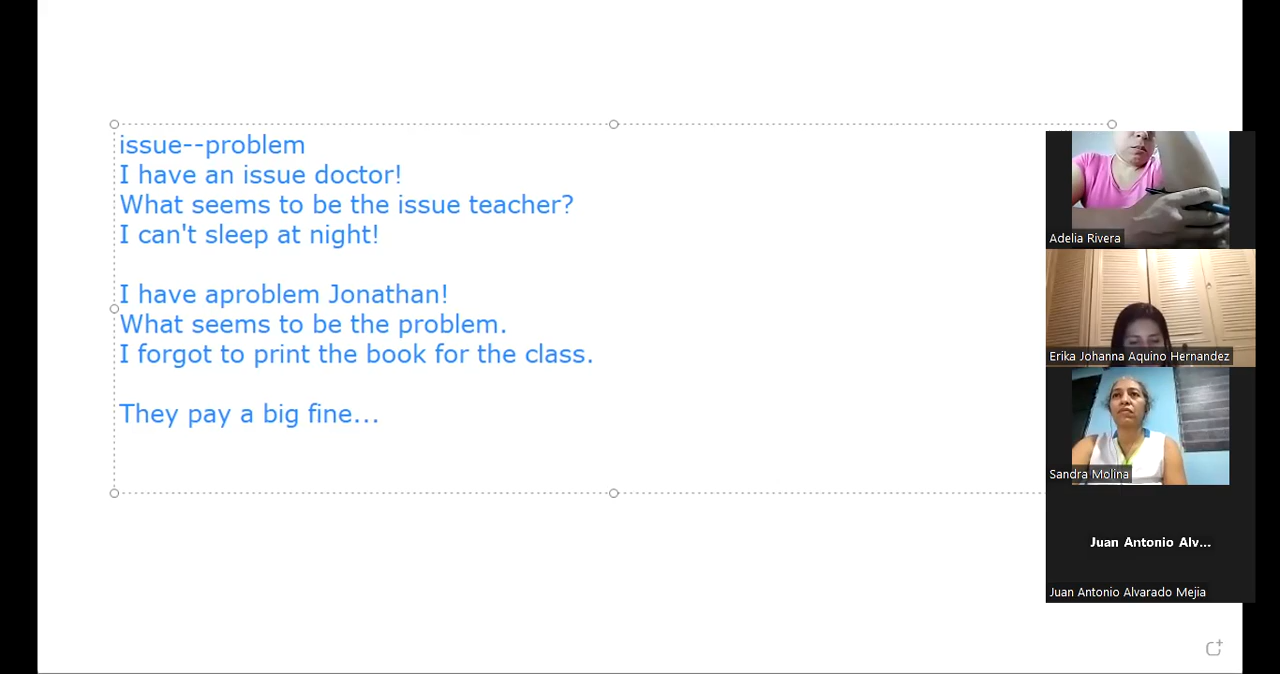 issue--problem
I have an issue doctor!
What seems to be the issue teacher?
I can't sleep at night!
I have aproblem Jonathan!
What seems to be the problem.
I forgot to print the book for the class.
They pay a big fine...
Adelia Rivera
Erika Johanna Aquino Hernandez
Sandra Molina
Juan Antonio Alv...
Juan Antonio Alvarado Mejia